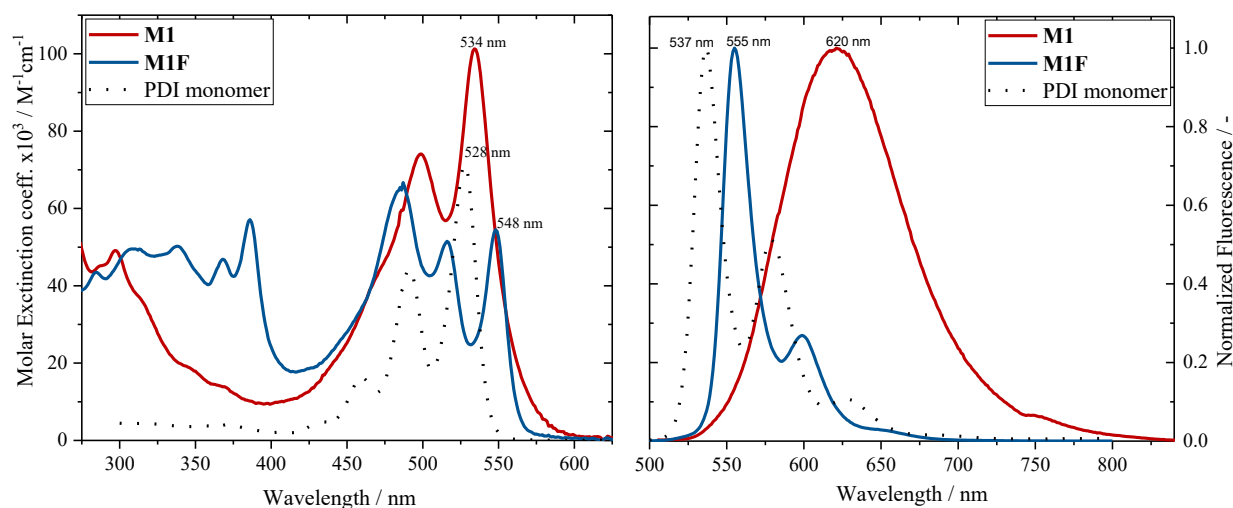 M1
M1F
PDI monomer
534 nm
528 nm
548 nm
Molar Exctinction coeff. x10³ / M⁻¹cm⁻¹
100
80
60
40
20
0
300 350 400 450 500 550 600
Wavelength / nm
537 nm 555 nm 620 nm
M1
M1F
PDI monomer
1.0
0.8
0.6
0.4
0.2
0.0
Normalized Fluorescence / -
500 550 600 650 700 750 800
Wavelength / nm